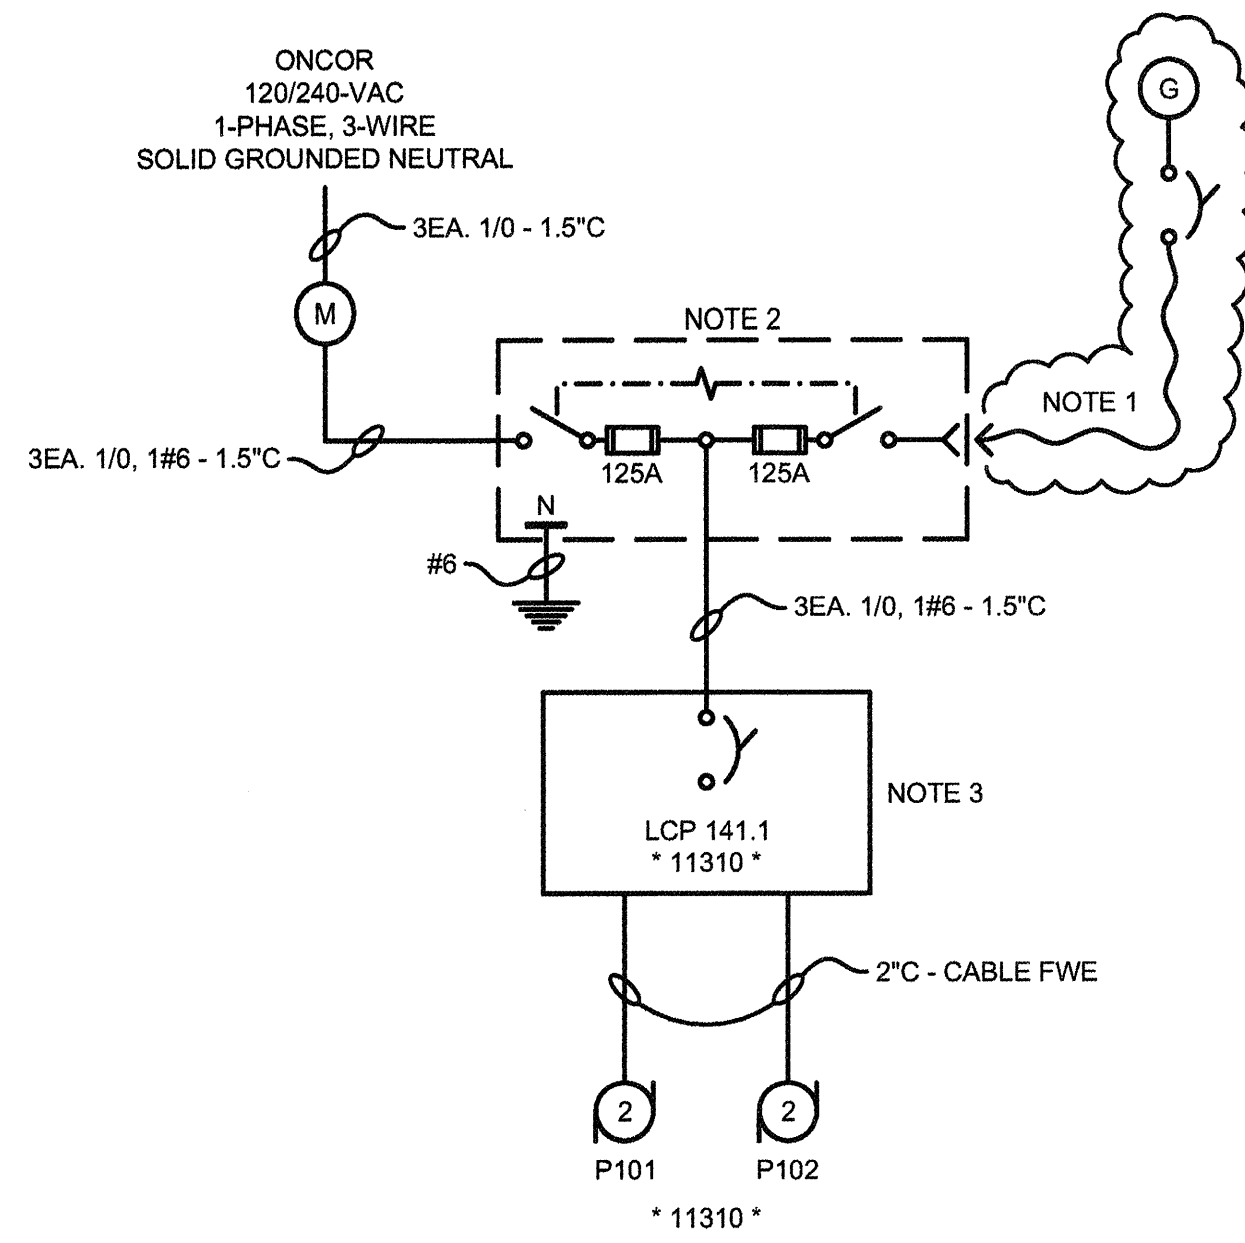 ONCOR
120/240-VAC
1-PHASE, 3-WIRE
SOLID GROUNDED NEUTRAL
G
3EA. 1/0 - 1.5"C
M
NOTE 2
NOTE 1
3EA. 1/0, 1#6 - 1.5"C
125A
125A
N
#6
3EA. 1/0, 1#6 - 1.5"C
NOTE 3
LCP 141.1
* 11310 *
2"C - CABLE FWE
2
2
P101
P102
* 11310 *